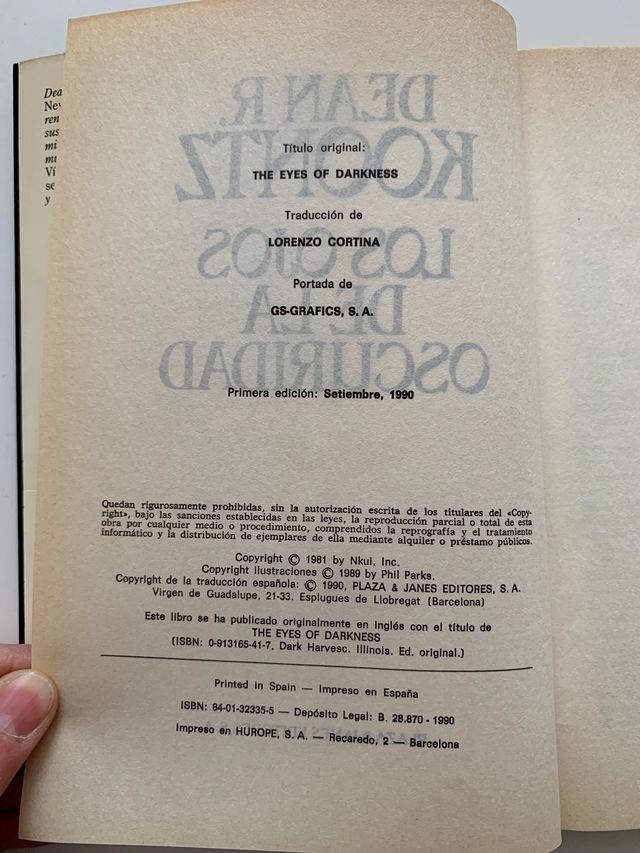 Título original:
THE EYES OF DARKNESS
Traducción de
LORENZO CORTINA
Portada de
GS-GRAFICS, S. A.
Primera edición: Setiembre, 1990
Quedan rigurosamente prohibidas, sin la autorización escrita de los titulares del «Copy-
right», bajo las sanciones establecidas en las leyes, la reproducción parcial o total de esta
obra por cualquier medio o procedimiento, comprendidos la reprografía y el tratamiento
informático y la distribución de ejemplares de ella mediante alquiler o préstamo públicos.
Copyright © 1981 by Nkui, Inc.
Copyright ilustraciones © 1989 by Phil Parks.
Copyright de la traducción española: © 1990, PLAZA & JANES EDITORES, S. A.
Virgen de Guadalupe, 21-33. Esplugues de Llobregat (Barcelona)
Este libro se ha publicado originalmente en inglés con el título de
THE EYES OF DARKNESS
(ISBN: 0-913165-41-7. Dark Harvesc. Illinois. Ed. original.)
Printed in Spain — Impreso en España
ISBN: 84-01-32335-5 — Depósito Legal: B. 28.870 - 1990
Impreso en HUROPE, S. A. — Recaredo, 2 — Barcelona
DEAN R.
KOONTZ
LOS OJOS
DE LA
OSCURIDAD